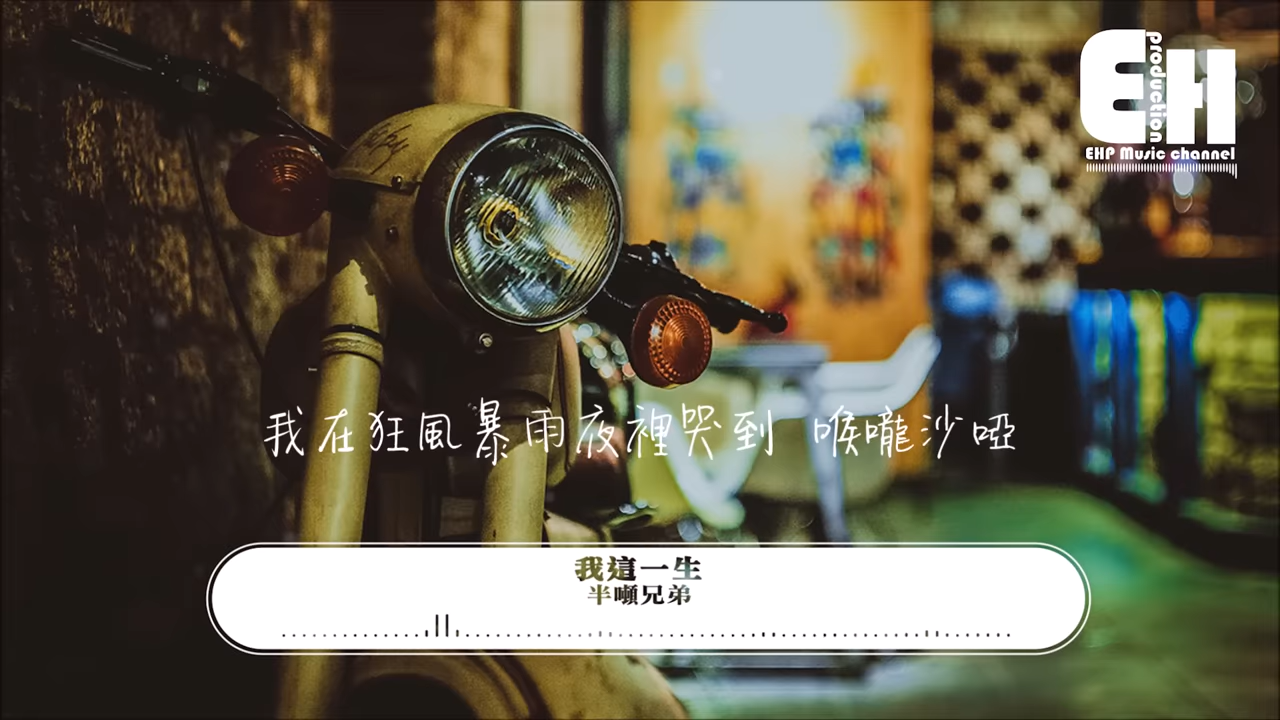 EH
production
EHP Music channel
我在狂風暴雨夜裡哭到 喉嚨沙啞
我這一生
半噸兄弟